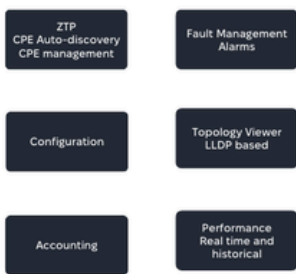 ZTP
CPE Auto-discovery
CPE management
Fault Management
Alarms
Configuration
Topology Viewer
LLDP based
Accounting
Performance
Real time and
historical